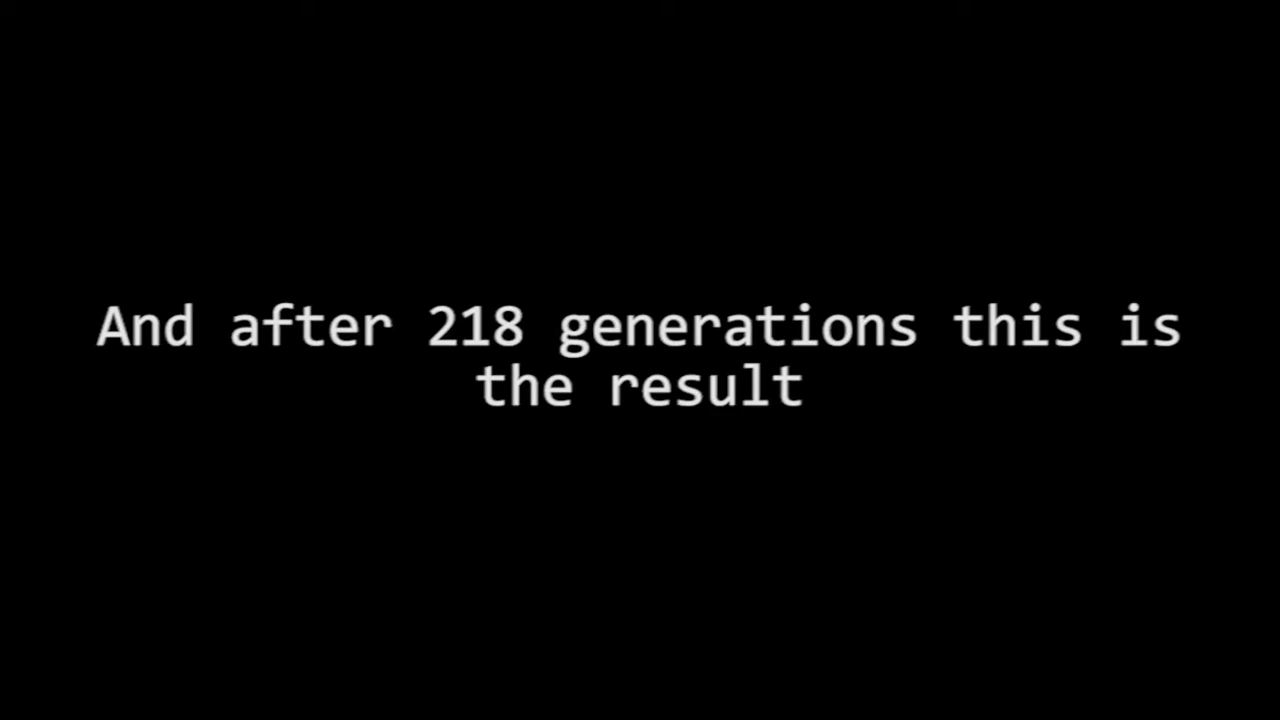 And after 218 generations this is
the result